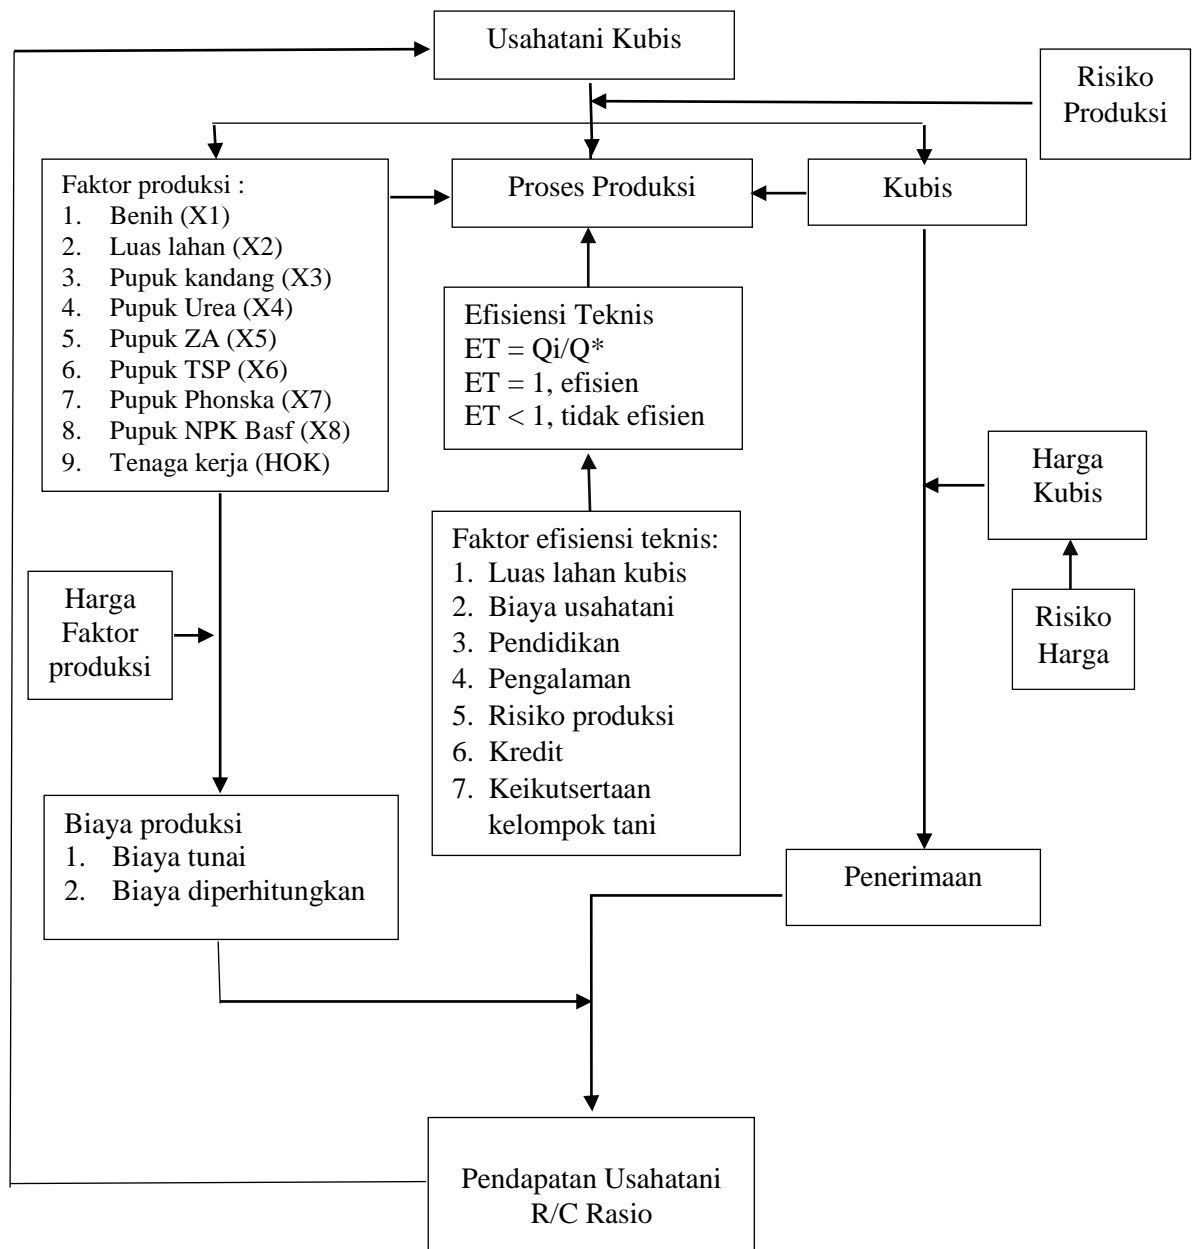 Usahatani Kubis
Risiko
Produksi
Faktor produksi :
1. Benih (X1)
2. Luas lahan (X2)
3. Pupuk kandang (X3)
4. Pupuk Urea (X4)
5. Pupuk ZA (X5)
6. Pupuk TSP (X6)
7. Pupuk Phonska (X7)
8. Pupuk NPK Basf (X8)
9. Tenaga kerja (HOK)
Proses Produksi
Kubis
Efisiensi Teknis
ET = Qi/Q*
ET = 1, efisien
ET < 1, tidak efisien
Harga
Kubis
Faktor efisiensi teknis:
1. Luas lahan kubis
2. Biaya usahatani
3. Pendidikan
4. Pengalaman
5. Risiko produksi
6. Kredit
7. Keikutsertaan
kelompok tani
Harga
Faktor
produksi
Risiko
Harga
Biaya produksi
1. Biaya tunai
2. Biaya diperhitungkan
Penerimaan
Pendapatan Usahatani
R/C Rasio